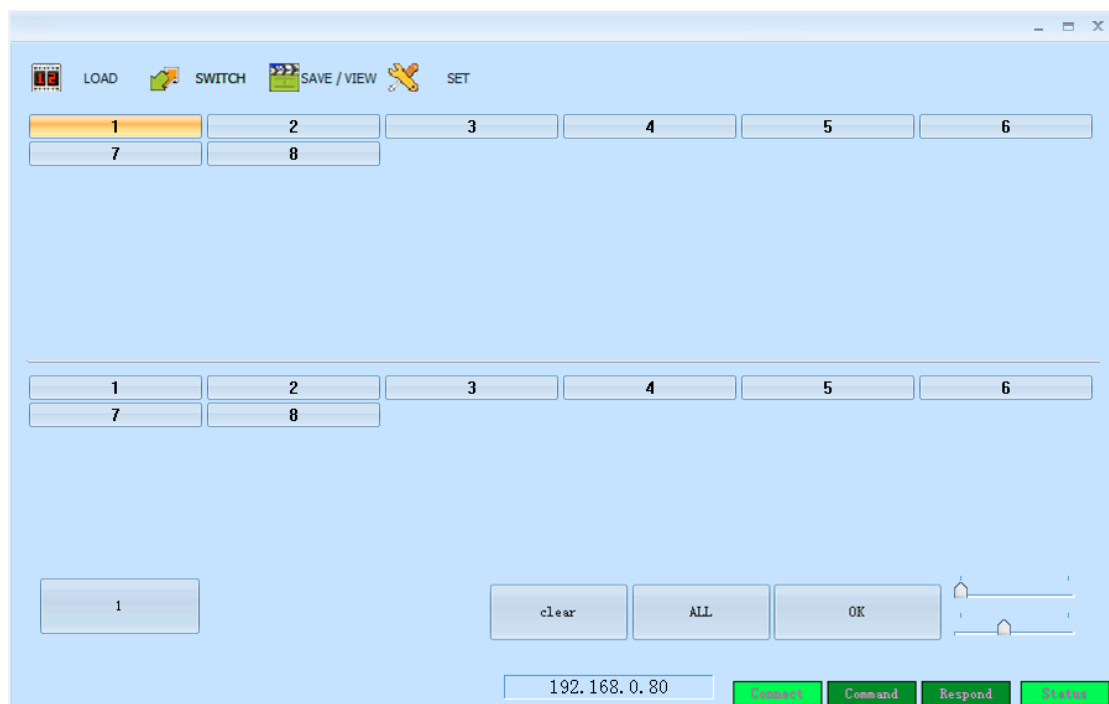 LOAD SWITCH SAVE / VIEW SET
1 2 3 4 5 6
7 8
1 2 3 4 5 6
7 8
1 clear ALL OK
192.168.0.80 Connect Command Respond Status